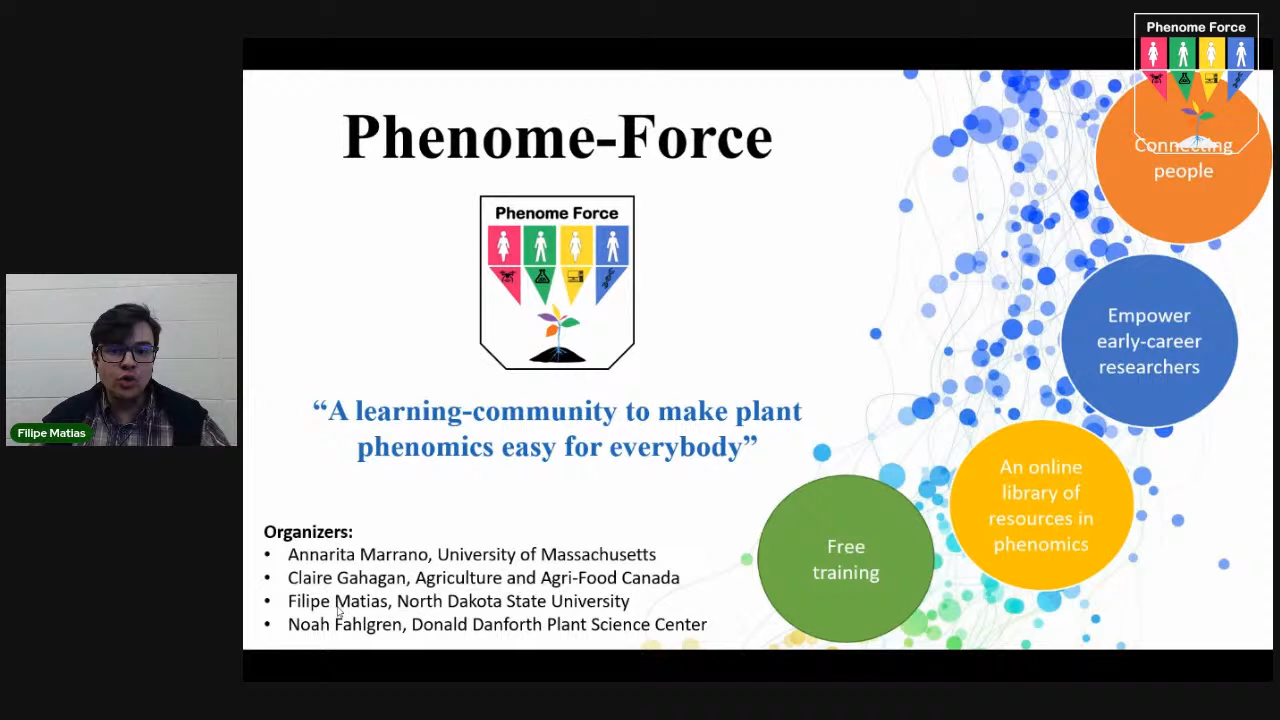 Phenome Force
Phenome-Force
Connecting
people
Phenome Force
Empower
early-career
researchers
“A learning-community to make plant
phenomics easy for everybody”
Filipe Matias
An online
library of
resources in
phenomics
Free
training
Organizers:
• Annarita Marrano, University of Massachusetts
• Claire Gahagan, Agriculture and Agri-Food Canada
• Filipe Matias, North Dakota State University
• Noah Fahlgren, Donald Danforth Plant Science Center